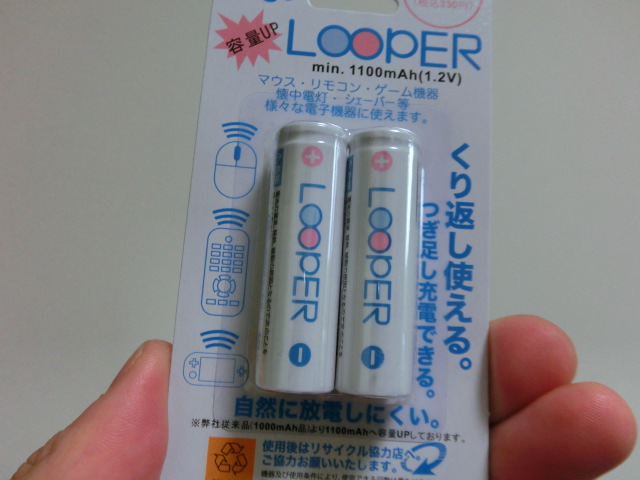 (税込330円)
容量UP
LOOPER
min. 1100mAh(1.2V)
マウス・リモコン・ゲーム機器
懐中電灯・シェーバー等
様々な電子機器に使えます。
+ LOOPER
+ LOOPER
くり返し使える。
つぎ足し充電できる。
自然に放電しにくい。
※弊社従来品(1000mAh品)より1100mAhへ容量UPしております。
使用後はリサイクル協力店へ。
ご協力お願いいたします。